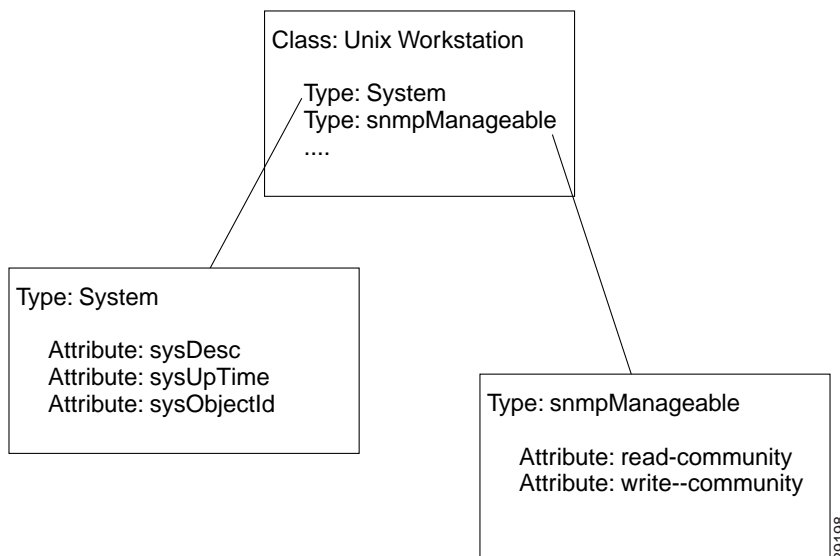 Class: Unix Workstation
Type: System
Type: snmpManageable
....
Type: System
Attribute: sysDesc
Attribute: sysUpTime
Attribute: sysObjectId
Type: snmpManageable
Attribute: read-community
Attribute: write--community